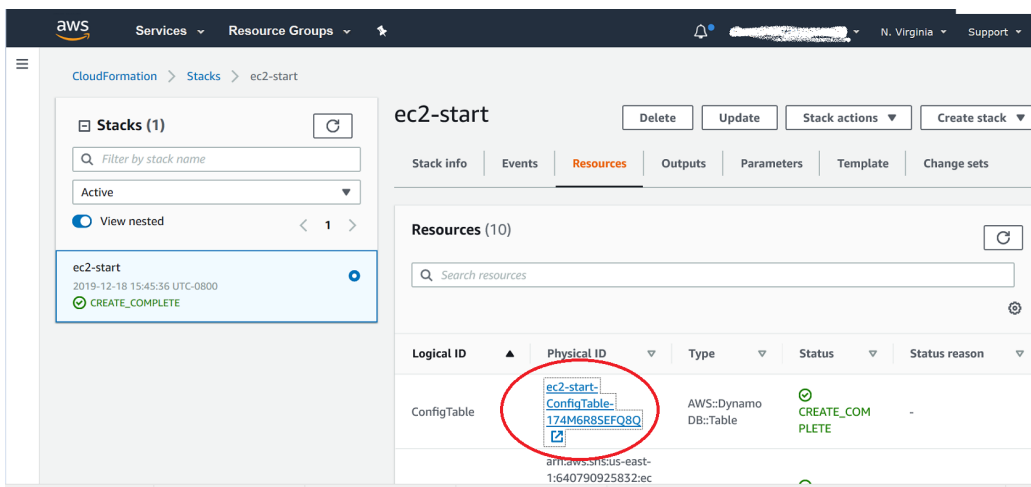 aws
Services
Resource Groups
N. Virginia
Support
CloudFormation
Stacks
ec2-start
Stacks (1)
Filter by stack name
Active
View nested
1
ec2-start
2019-12-18 15:45:36 UTC-0800
CREATE_COMPLETE
ec2-start
Delete
Update
Stack actions
Create stack
Stack info
Events
Resources
Outputs
Parameters
Template
Change sets
Resources (10)
Search resources
Logical ID
Physical ID
Type
Status
Status reason
ConfigTable
ec2-start-
ConfigTable-
174M6R8SEFQ8Q
AWS::Dynamo
DB::Table
CREATE_COM
PLETE
-
arn:aws:sns:us-east-
1:640790925832:ec